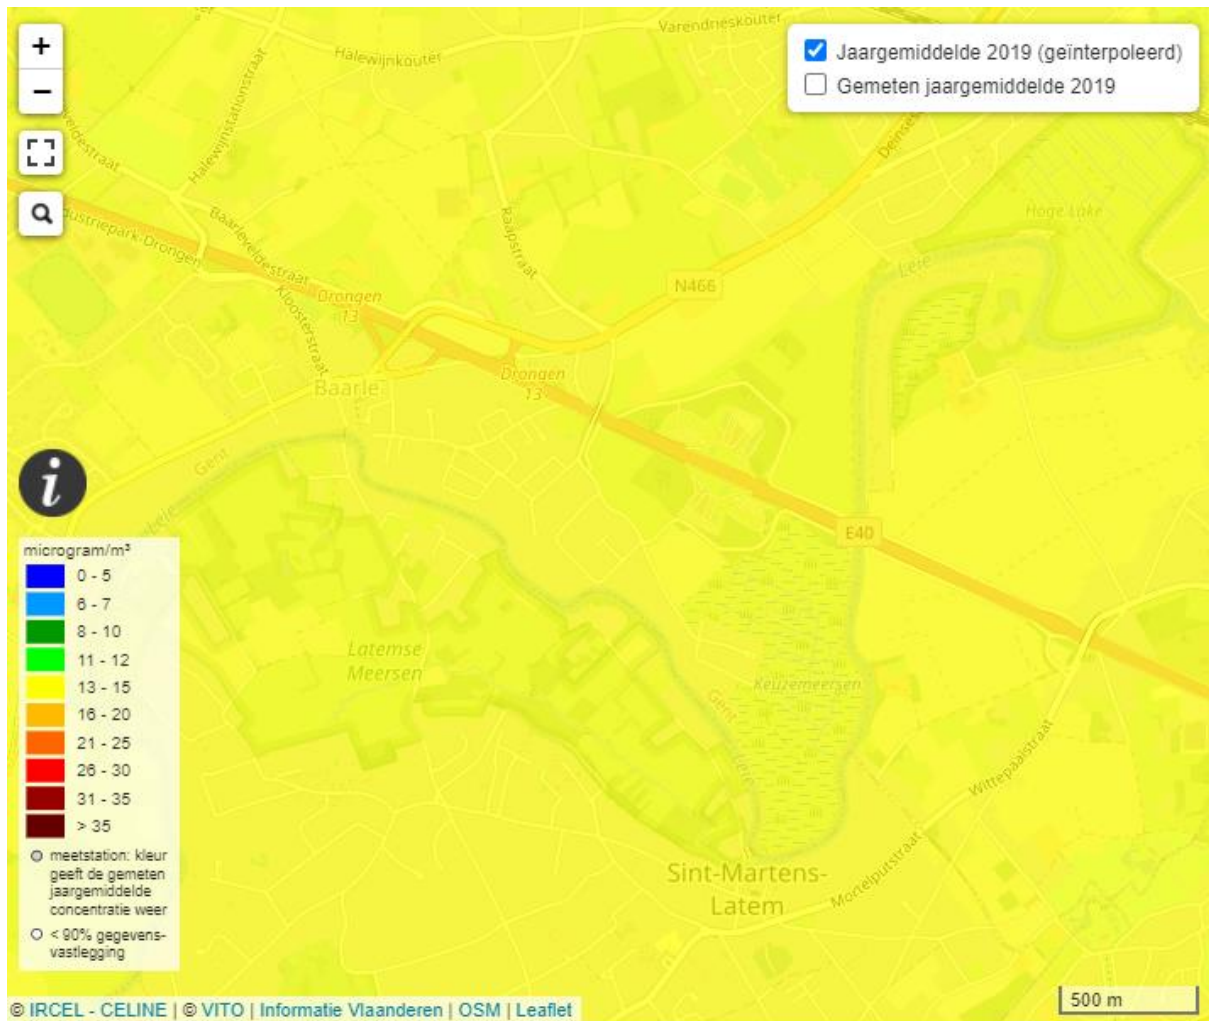 +
−
Jaargemiddelde 2019 (geïnterpoleerd)
Gemeten jaargemiddelde 2019
Varendrieskouter
Halewijnkouter
Halewijnstationstraat
Deinses
Hoge Lake
Baarleveldestraat
Raapstraat
dustriepark-Drongen
Kloosterstraat
Drongen
13
N466
Leie
Drongen
13
Baarle
Gent
i
E40
microgram/m³
0 - 5
6 - 7
8 - 10
11 - 12
13 - 15
16 - 20
21 - 25
26 - 30
31 - 35
> 35
meetstation: kleur
geeft de gemeten
jaargemiddelde
concentratie weer
< 90% gegevens-
vastlegging
Latemse
Meersen
Keuzemeersen
Gent
Leie
Wittepaalstraat
Mortelputstraat
Sint-Martens-
Latem
© IRCEL - CELINE | © VITO | Informatie Vlaanderen | OSM | Leaflet
500 m